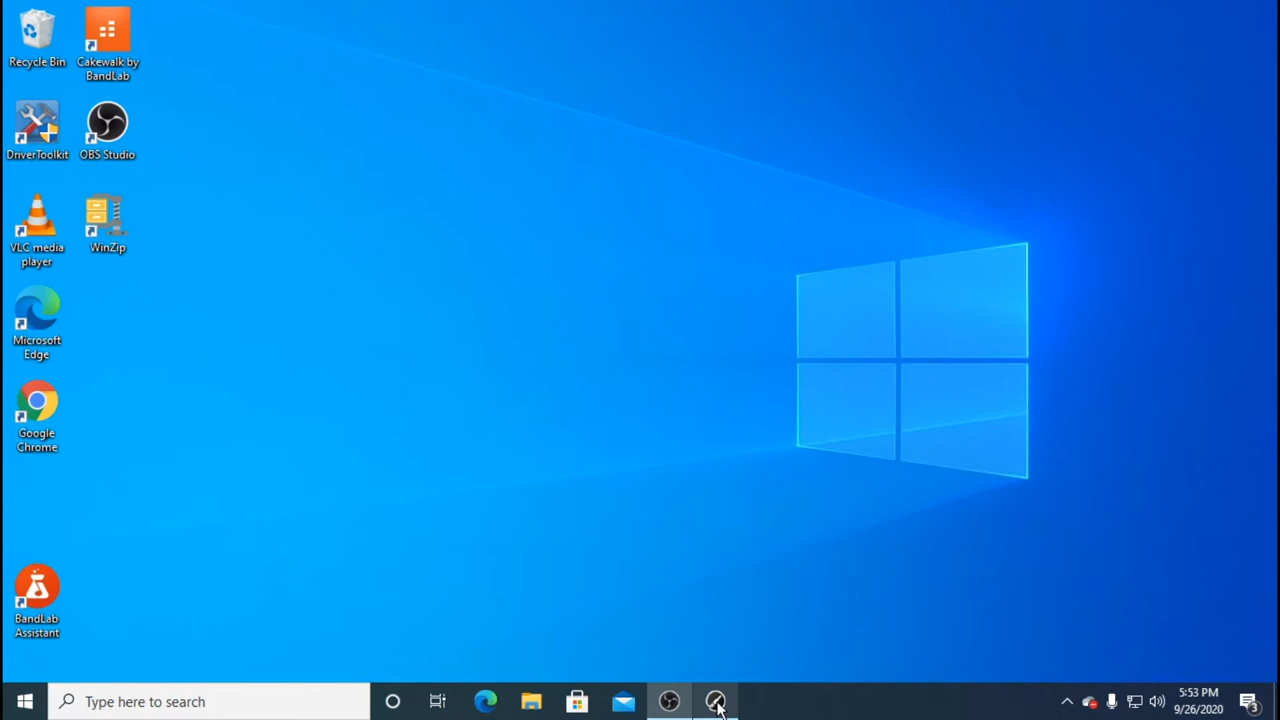 Recycle Bin
Cakewalk by
BandLab
DriverToolkit
OBS Studio
VLC media
player
WinZip
Microsoft
Edge
Google
Chrome
BandLab
Assistant
Type here to search
5:53 PM
9/26/2020
3